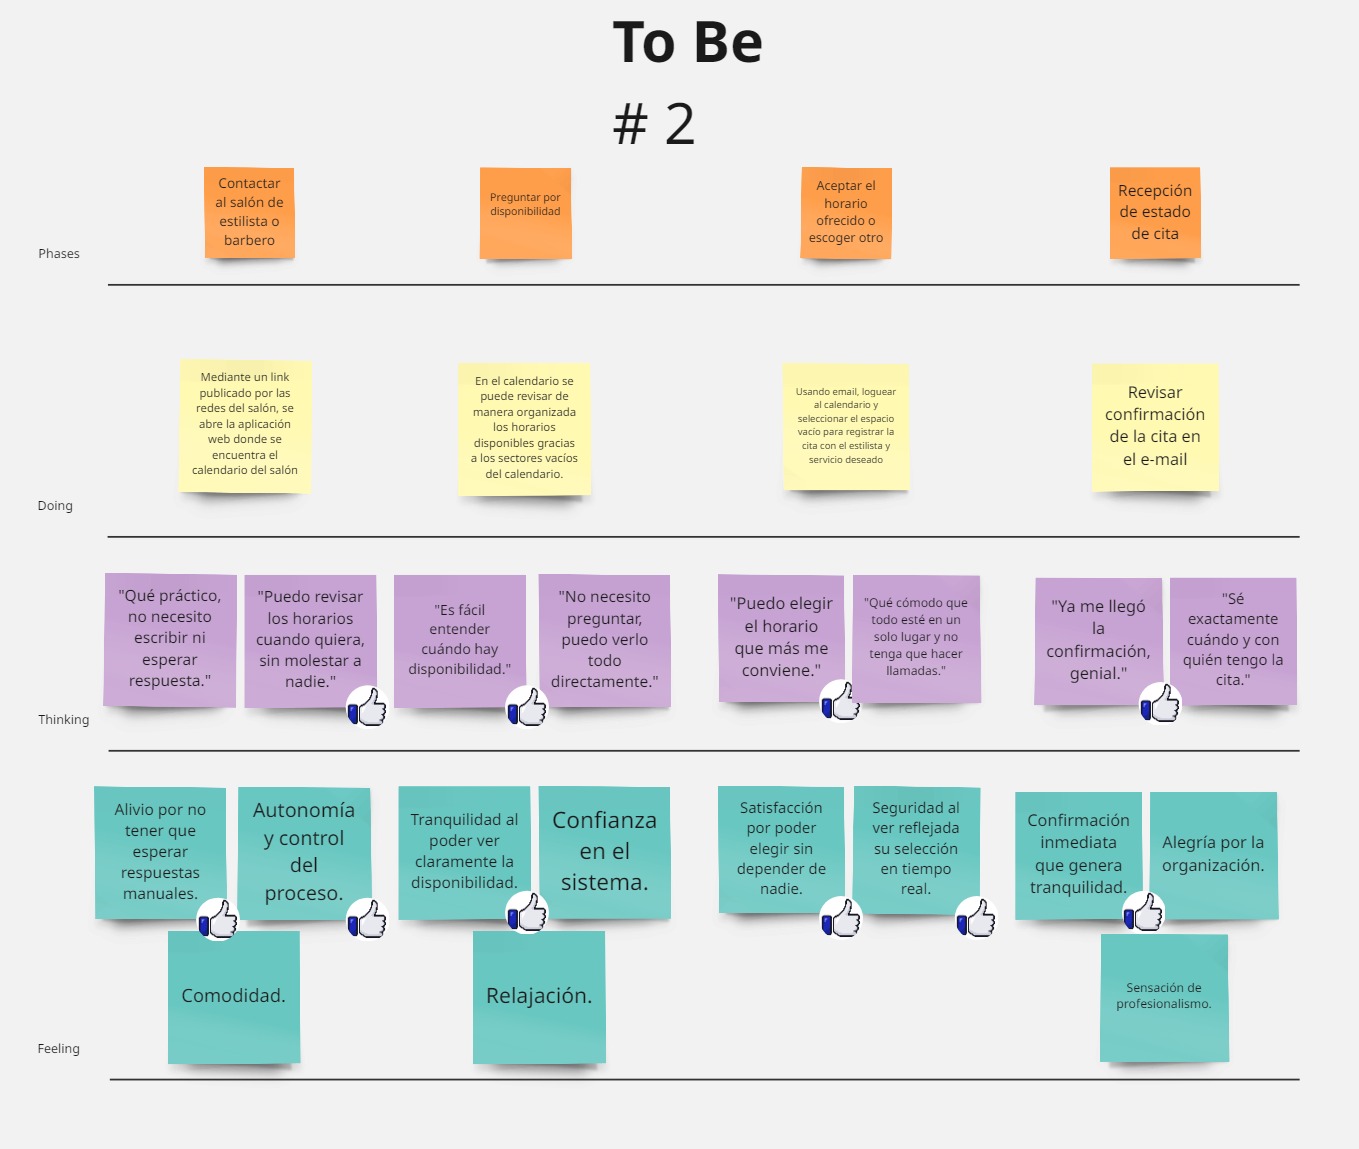 To Be
# 2
Contactar
al salón de
estilista o
barbero
Preguntar por
disponibilidad
Aceptar el
horario
ofrecido o
escoger otro
Recepción
de estado
de cita
Phases
Mediante un link
publicado por las
redes del salón, se
abre la aplicación
web donde se
encuentra el
calendario del salón
En el calendario se
puede revisar de
manera organizada
los horarios
disponibles gracias
a los sectores vacíos
del calendario.
Usando email, loguear
al calendario y
seleccionar el espacio
vacío para registrar la
cita con el estilista y
servicio deseado
Revisar
confirmación
de la cita en
el e-mail
Doing
"Qué práctico,
no necesito
escribir ni
esperar
respuesta."
"Puedo revisar
los horarios
cuando quiera,
sin molestar a
nadie."
"Es fácil
entender
cuándo hay
disponibilidad."
"No necesito
preguntar,
puedo verlo
todo
directamente."
"Puedo elegir
el horario
que más me
conviene."
"Qué cómodo que
todo esté en un
solo lugar y no
tenga que hacer
llamadas."
"Ya me llegó
la
confirmación,
genial."
"Sé
exactamente
cuándo y con
quién tengo la
cita."
Thinking
Alivio por no
tener que
esperar
respuestas
manuales.
Autonomía
y control
del
proceso.
Tranquilidad al
poder ver
claramente la
disponibilidad.
Confianza
en el
sistema.
Satisfacción
por poder
elegir sin
depender de
nadie.
Seguridad al
ver reflejada
su selección
en tiempo
real.
Confirmación
inmediata
que genera
tranquilidad.
Alegría por la
organización.
Comodidad.
Relajación.
Sensación de
profesionalismo.
Feeling